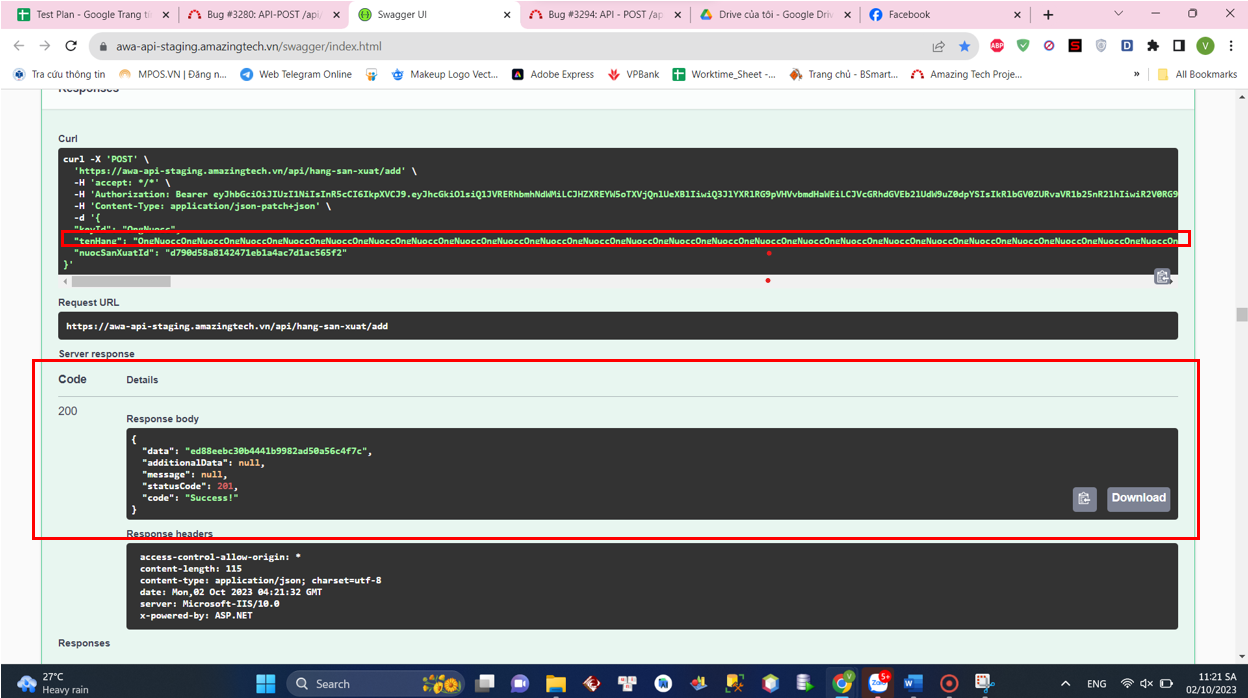 Test Plan - Google Trang tí
Bug #3280: API-POST /api/
Swagger UI
Bug #3294: API - POST /ap
Drive của tôi - Google Driv
Facebook
awa-api-staging.amazingtech.vn/swagger/index.html
Tra cứu thông tin
MPOS.VN | Đăng n...
Web Telegram Online
Makeup Logo Vect...
Adobe Express
VPBank
Worktime_Sheet -...
Trang chủ - BSmart...
Amazing Tech Proje...
»
All Bookmarks
Responses
Curl
curl -X 'POST' \
'https://awa-api-staging.amazingtech.vn/api/hang-san-xuat/add' \
-H 'accept: */*' \
-H 'Authorization: Bearer
-H 'Content-Type: application/json-patch+json' \
-d '{
"keyId": "OngNuocc",
"tenHang": "OngNuoccOngNuoccOngNuoccOngNuoccOngNuoccOngNuoccOngNuoccOngNuoccOngNuoccOngNuoccOngNuoccOngNuoccOngNuoccOngNuoccOngNuoccOngNuoccOngNuoccOngNuoccOngNuoccOngNuoccOngNuoccOngNuoccOngNuoccOngNuoccOn
"nuocSanXuatId": "d790d58a8142471eb1a4ac7d1ac565f2"
}'
Request URL
https://awa-api-staging.amazingtech.vn/api/hang-san-xuat/add
Server response
Code Details
200
Response body
{
"data": "ed88eebc30b4441b9982ad50a56c4f7c",
"additionalData": null,
"message": null,
"statusCode": 201,
"code": "Success!"
}
Download
Response headers
access-control-allow-origin: *
content-length: 115
content-type: application/json; charset=utf-8
date: Mon,02 Oct 2023 04:21:32 GMT
server: Microsoft-IIS/10.0
x-powered-by: ASP.NET
Responses
27°C
Heavy rain
Search
ENG
11:21 SA
02/10/2023